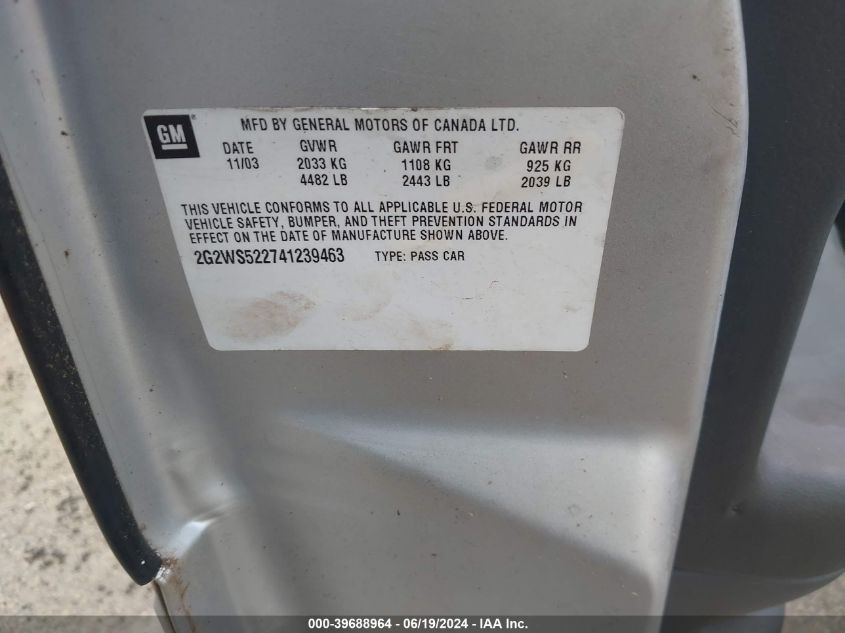 GM
MFD BY GENERAL MOTORS OF CANADA LTD.
DATE GVWR GAWR FRT GAWR RR
11/03 2033 KG 1108 KG 925 KG
4482 LB 2443 LB 2039 LB
THIS VEHICLE CONFORMS TO ALL APPLICABLE U.S. FEDERAL MOTOR
VEHICLE SAFETY, BUMPER, AND THEFT PREVENTION STANDARDS IN
EFFECT ON THE DATE OF MANUFACTURE SHOWN ABOVE.
2G2WS522741239463 TYPE: PASS CAR
000-39688964 - 06/19/2024 - IAA Inc.